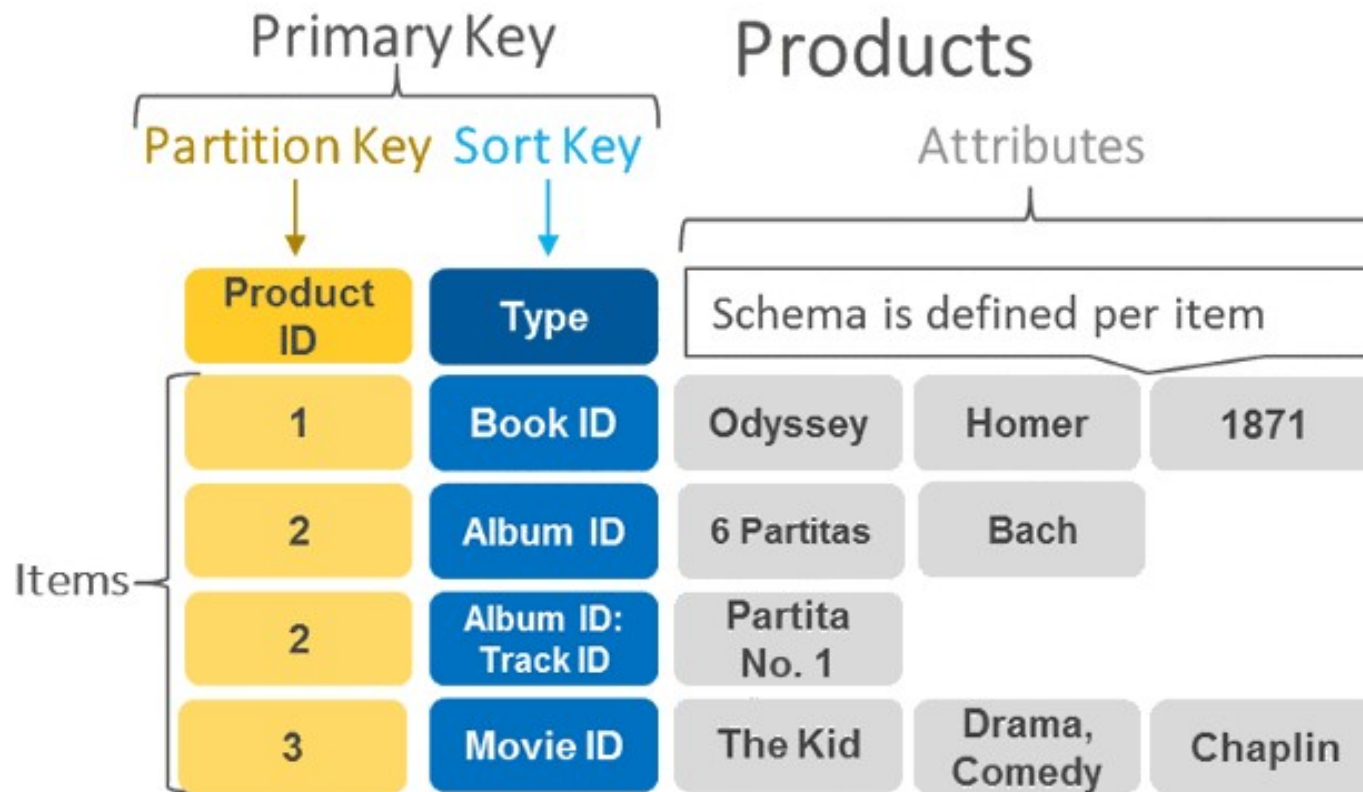 Primary Key
Products
Partition Key Sort Key
Attributes
Product
ID
Type
Schema is defined per item
1
Book ID
Odyssey
Homer
1871
2
Album ID
6 Partitas
Bach
Items
2
Album ID:
Track ID
Partita
No. 1
3
Movie ID
The Kid
Drama,
Comedy
Chaplin